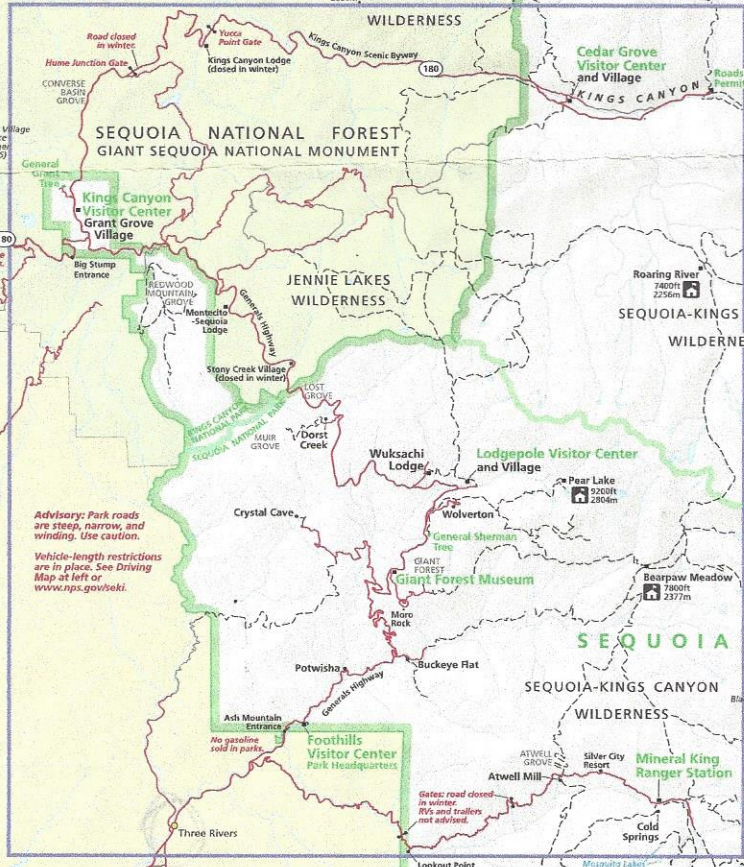 WILDERNESS
Road closed
in winter.
Yucca
Point Gate
Hume Junction Gate
Kings Canyon Lodge
(closed in winter)
Kings Canyon Scenic Byway
180
Cedar Grove
Visitor Center
and Village
KINGS CANYON
Roads
Permit
CONVERSE
BASIN
GROVE
Village
SEQUOIA NATIONAL FOREST
GIANT SEQUOIA NATIONAL MONUMENT
General
Grant
Tree
Kings Canyon
Visitor Center
Grant Grove
Village
80
Big Stump
Entrance
REDWOOD
MOUNTAIN
GROVE
Montecito
-Sequoia
Lodge
Generals Highway
JENNIE LAKES
WILDERNESS
Roaring River
7400ft
2256m
SEQUOIA-KINGS
WILDERNE
Stony Creek Village
(closed in winter)
LOST
GROVE
KINGS CANYON
NATIONAL PARK
SEQUOIA NATIONAL PARK
MUIR
GROVE
Dorst
Creek
Wuksachi
Lodge
Lodgepole Visitor Center
and Village
Pear Lake
9200ft
2804m
Advisory: Park roads
are steep, narrow, and
winding. Use caution.
Vehicle-length restrictions
are in place. See Driving
Map at left or
www.nps.gov/seki.
Crystal Cave
Wolverton
General Sherman
Tree
GIANT
FOREST
Giant Forest Museum
Bearpaw Meadow
7800ft
2377m
Moro
Rock
SEQUOIA
Potwisha
Buckeye Flat
Generals Highway
SEQUOIA-KINGS CANYON
WILDERNESS
Ash Mountain
Entrance
No gasoline
sold in parks.
Foothills
Visitor Center
Park Headquarters
ATWELL
GROVE
Silver City
Resort
Mineral King
Ranger Station
Atwell Mill
Gates: road closed
in winter.
RVs and trailers
not advised.
Three Rivers
Cold
Springs
Lookout Point
Mosquito Lakes